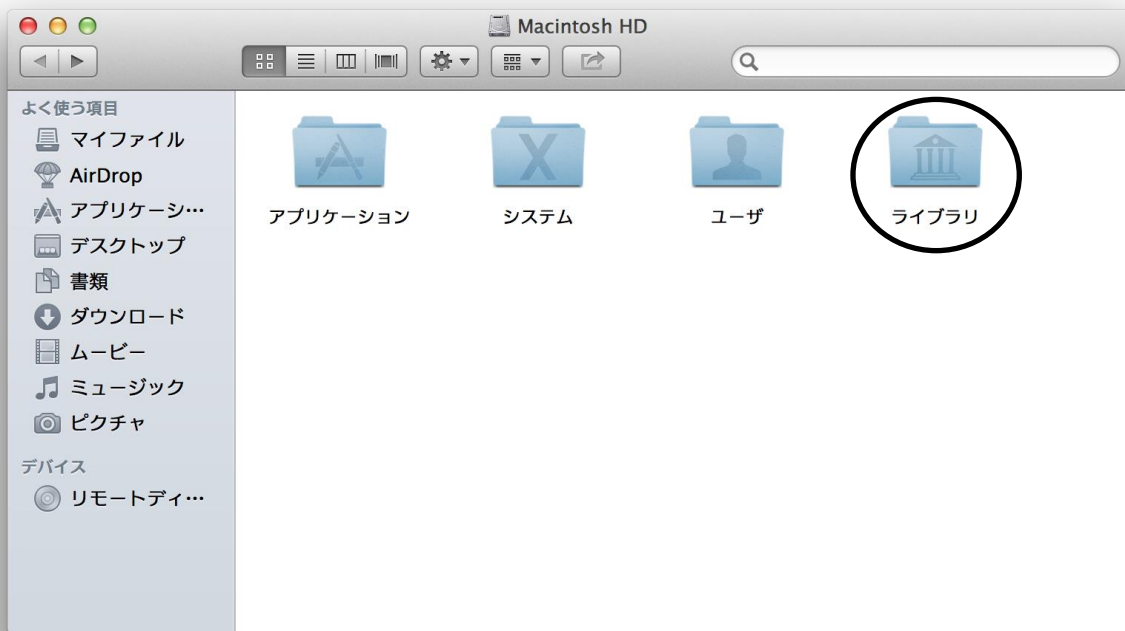 Macintosh HD
よく使う項目
マイファイル
AirDrop
アプリケーシ…
デスクトップ
書類
ダウンロード
ムービー
ミュージック
ピクチャ
デバイス
リモートディ…
アプリケーション
システム
ユーザ
ライブラリ